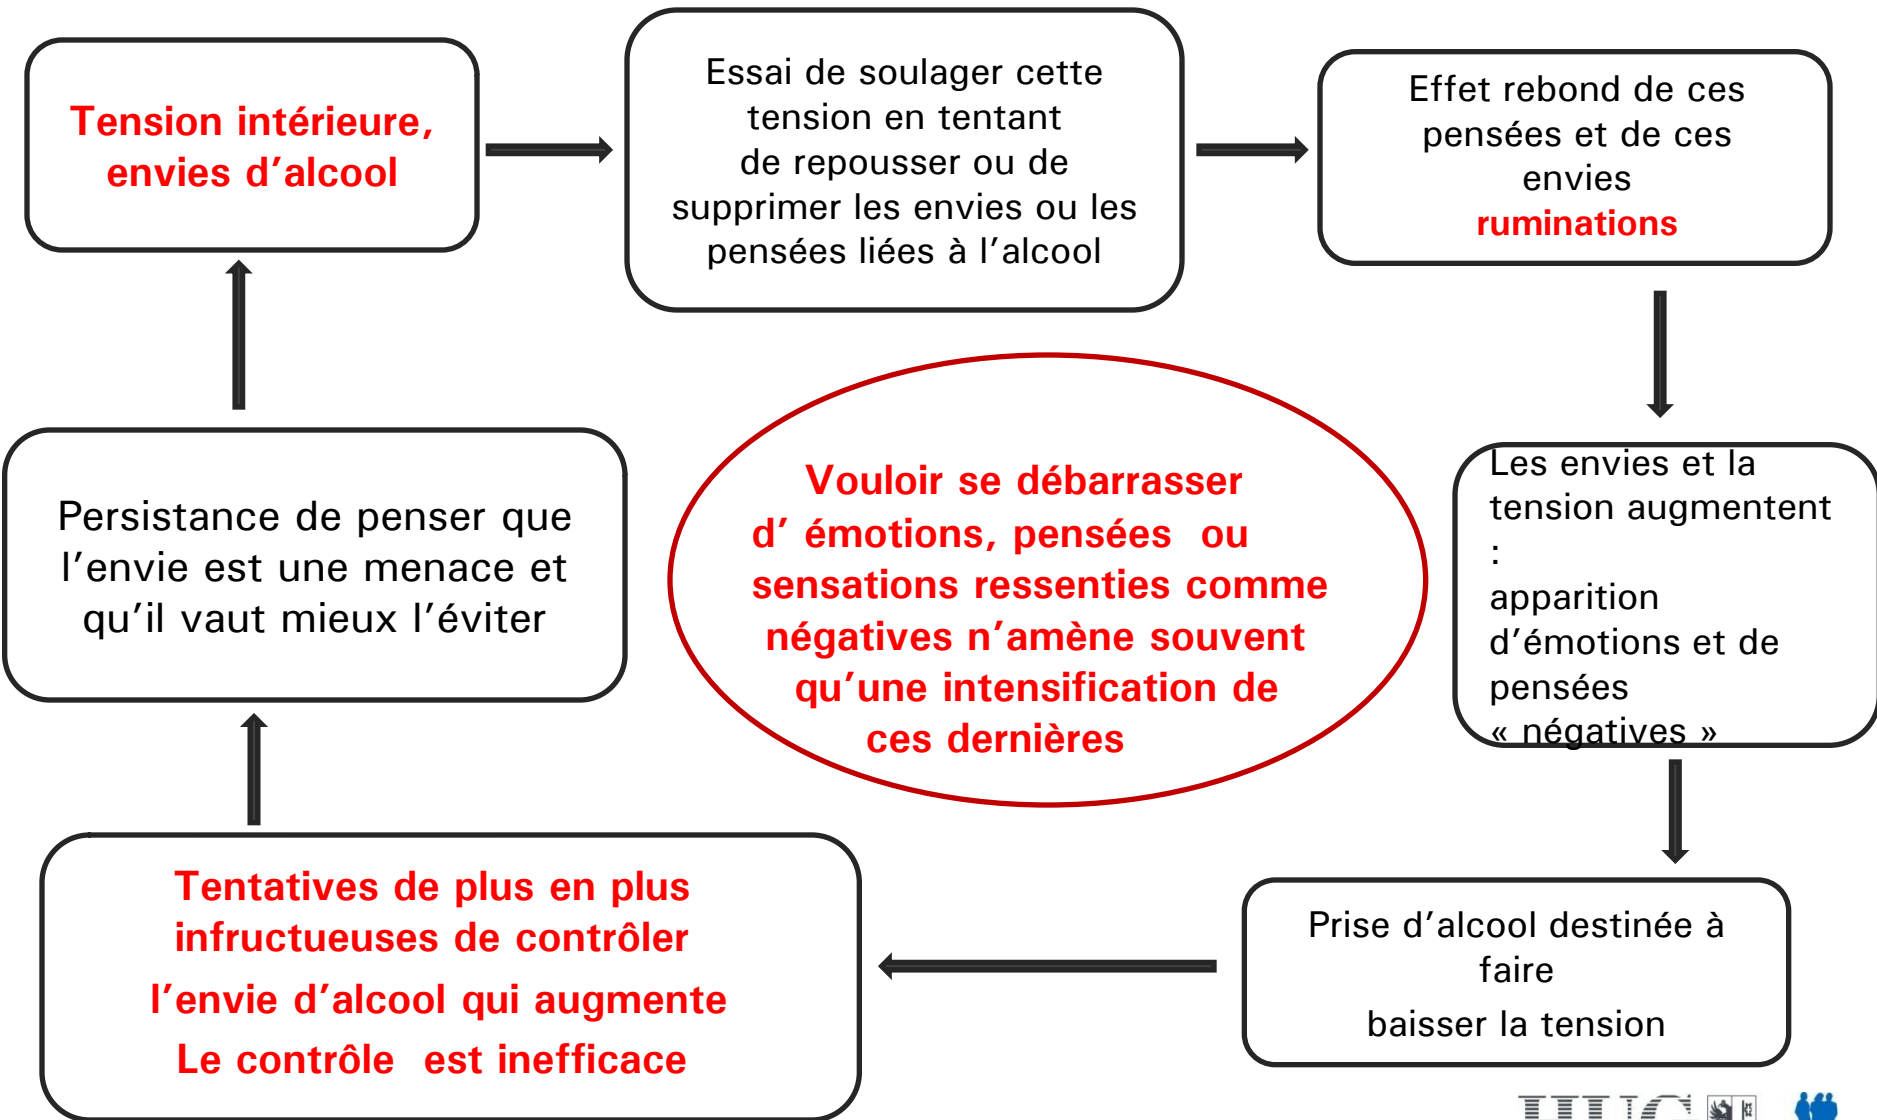 Tension intérieure,
envies d'alcool
Essai de soulager cette
tension en tentant
de repousser ou de
supprimer les envies ou les
pensées liées à l'alcool
Effet rebond de ces
pensées et de ces
envies
ruminations
Les envies et la
tension augmentent
:
apparition
d'émotions et de
pensées
« négatives »
Prise d'alcool destinée à
faire
baisser la tension
Tentatives de plus en plus
infructueuses de contrôler
l'envie d'alcool qui augmente
Le contrôle  est inefficace
Persistance de penser que
l'envie est une menace et
qu'il vaut mieux l'éviter
Vouloir se débarrasser
d' émotions, pensées  ou
sensations ressenties comme
négatives n'amène souvent
qu'une intensification de
ces dernières
HUG